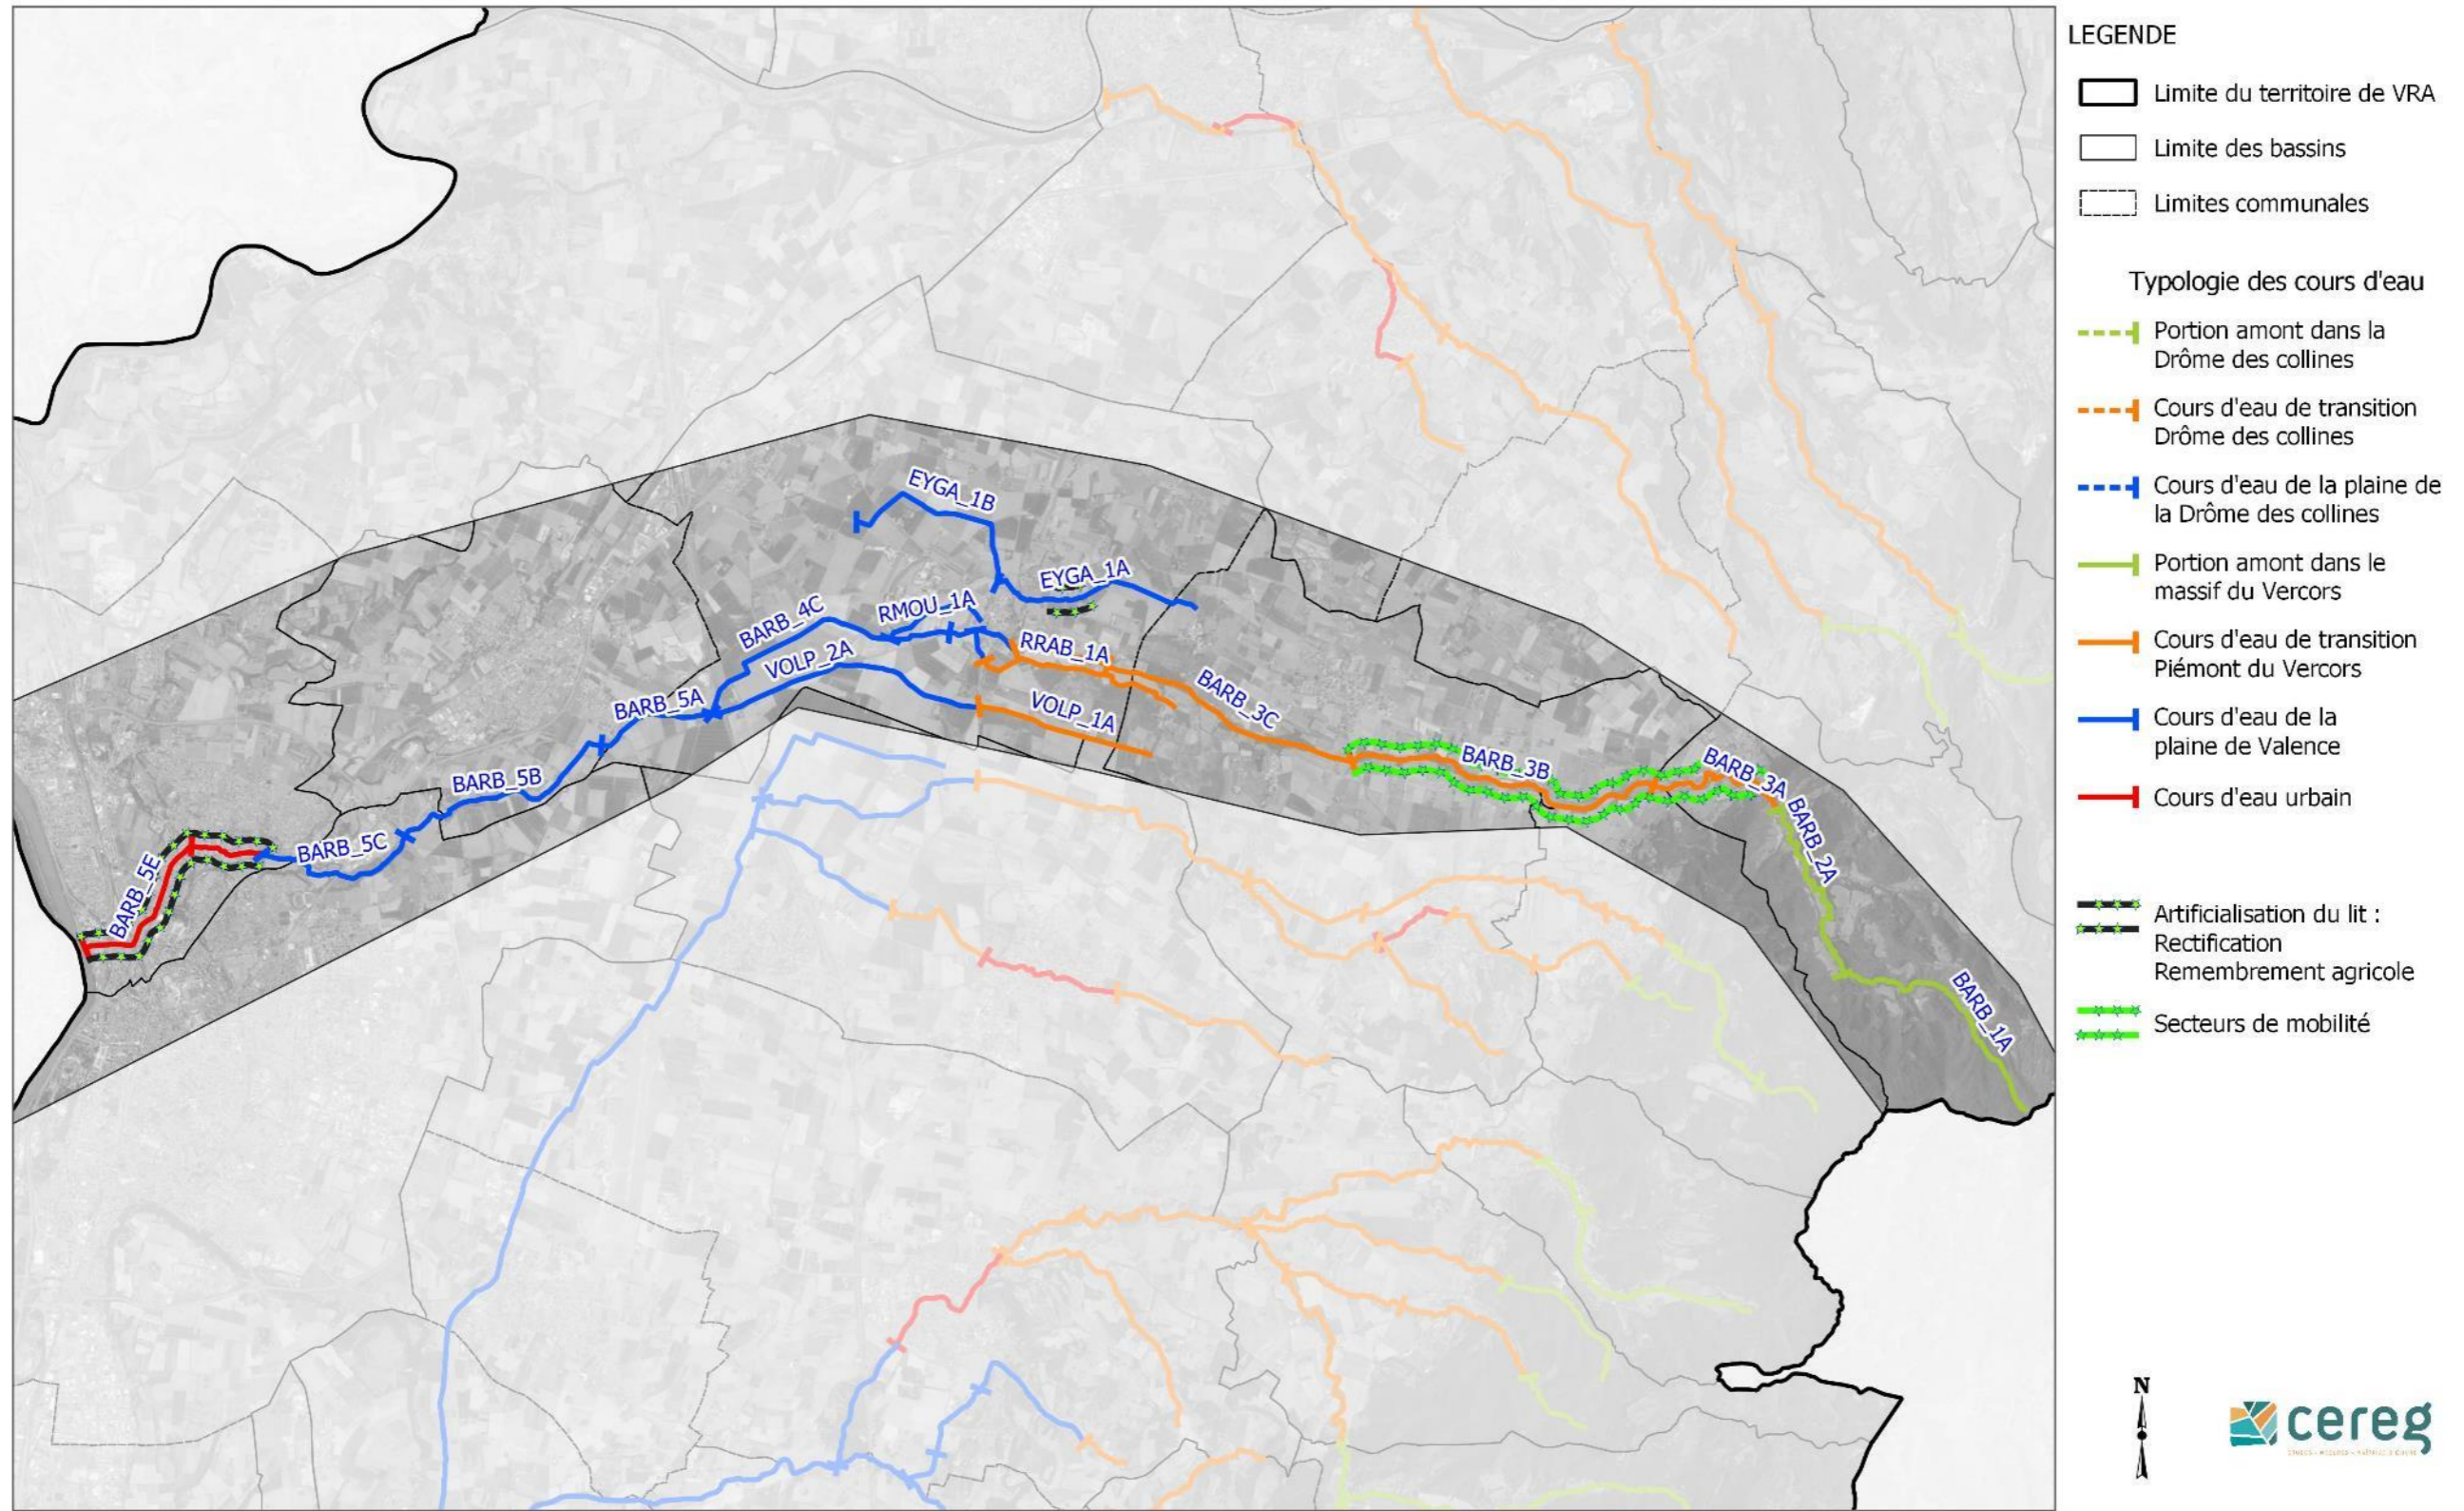 EYGA_1B
EYGA_1A
BARB_4C
RMOU_1A
VOLP_2A
RRAB_1A
BARB_3C
VOLP_1A
BARB_5A
BARB_5B
BARB_5C
BARB_5E
BARB_3B
BARB_3A
BARB_2A
BARB_1A
LEGENDE
Limite du territoire de VRA
Limite des bassins
Limites communales
Typologie des cours d'eau
Portion amont dans la
Drôme des collines
Cours d'eau de transition
Drôme des collines
Cours d'eau de la plaine de
la Drôme des collines
Portion amont dans le
massif du Vercors
Cours d'eau de transition
Piémont du Vercors
Cours d'eau de la
plaine de Valence
Cours d'eau urbain
Artificialisation du lit :
Rectification
Remembrement agricole
Secteurs de mobilité
N
cereg